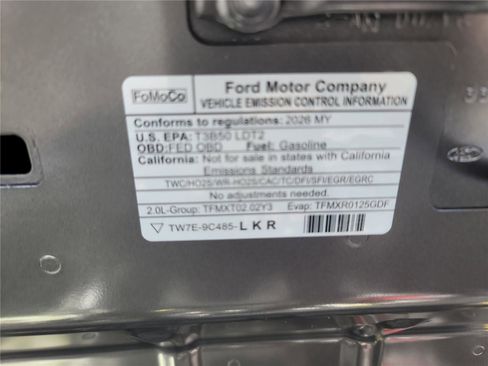 FoMoCo
Ford Motor Company
VEHICLE EMISSION CONTROL INFORMATION
Conforms to regulations: 2026 MY
U.S. EPA: T3B50 LDT2
OBD:FED OBD Fuel: Gasoline
California: Not for sale in states with California
Emissions Standards
TWC/HO2S/WR-HO2S/CAC/TC/DFI/SFI/EGR/EGRC
No adjustments needed.
2.0L-Group: TFMXT02.02Y3 Evap: TFMXR0125GDF
TW7E-9C485-LKR